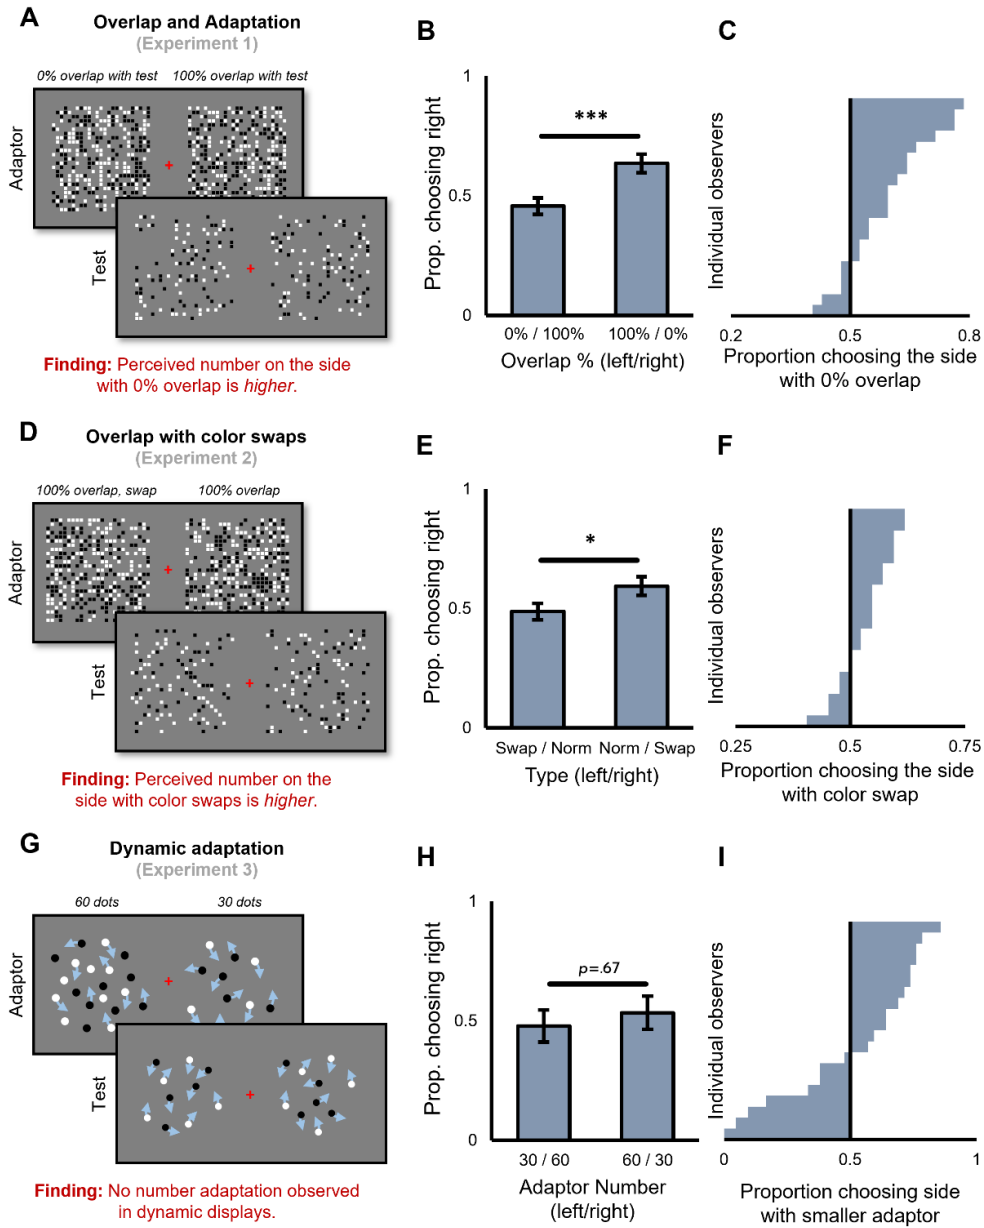 A
Overlap and Adaptation
(Experiment 1)
0% overlap with test 100% overlap with test
Adaptor
Test
Finding: Perceived number on the side
with 0% overlap is higher.
B
Prop. choosing right
1
0.5
0
***
0% / 100% 100% / 0%
Overlap % (left/right)
C
Individual observers
0.2 0.5 0.8
Proportion choosing the side
with 0% overlap
D
Overlap with color swaps
(Experiment 2)
100% overlap, swap 100% overlap
Adaptor
Test
Finding: Perceived number on the
side with color swaps is higher.
E
Prop. choosing right
1
0.5
0
*
Swap / Norm Norm / Swap
Type (left/right)
F
Individual observers
0.25 0.5 0.75
Proportion choosing the side
with color swap
G
Dynamic adaptation
(Experiment 3)
60 dots 30 dots
Adaptor
Test
Finding: No number adaptation observed
in dynamic displays.
H
Prop. choosing right
1
0.5
0
p=.67
30 / 60 60 / 30
Adaptor Number
(left/right)
I
Individual observers
0 0.5 1
Proportion choosing side
with smaller adaptor